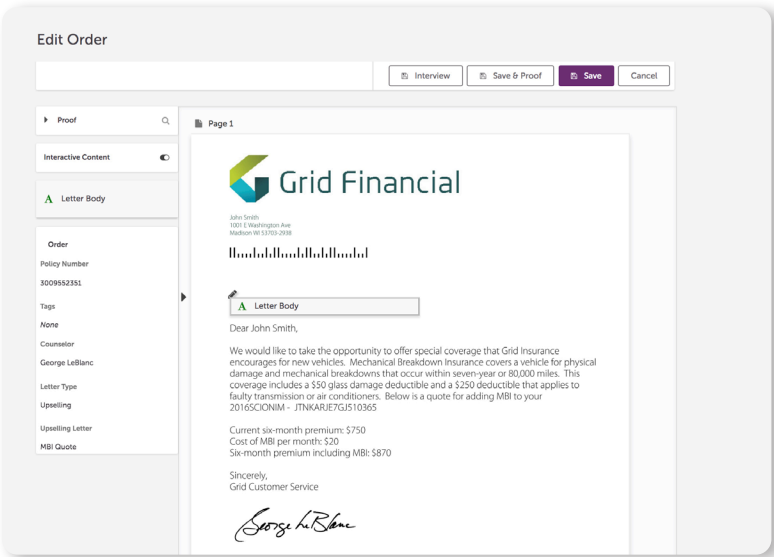 Edit Order
Interview
Save & Proof
Save
Cancel
Proof
Interactive Content
A Letter Body
Order
Policy Number
3009552351
Tags
None
Counselor
George LeBlanc
Letter Type
Upselling
Upselling Letter
MBI Quote
Page 1
Grid Financial
John Smith
1001 E Washington Ave
Madison WI 53703-2938
A Letter Body
Dear John Smith,
We would like to take the opportunity to offer special coverage that Grid Insurance
encourages for new vehicles. Mechanical Breakdown Insurance covers a vehicle for physical
damage and mechanical breakdowns that occur within seven-year or 80,000 miles. This
coverage includes a $50 glass damage deductible and a $250 deductible that applies to
faulty transmission or air conditioners. Below is a quote for adding MBI to your
2016SCIONIM - JTNKARJE7GJ510365
Current six-month premium: $750
Cost of MBI per month: $20
Six-month premium including MBI: $870
Sincerely,
Grid Customer Service
George LeBlanc